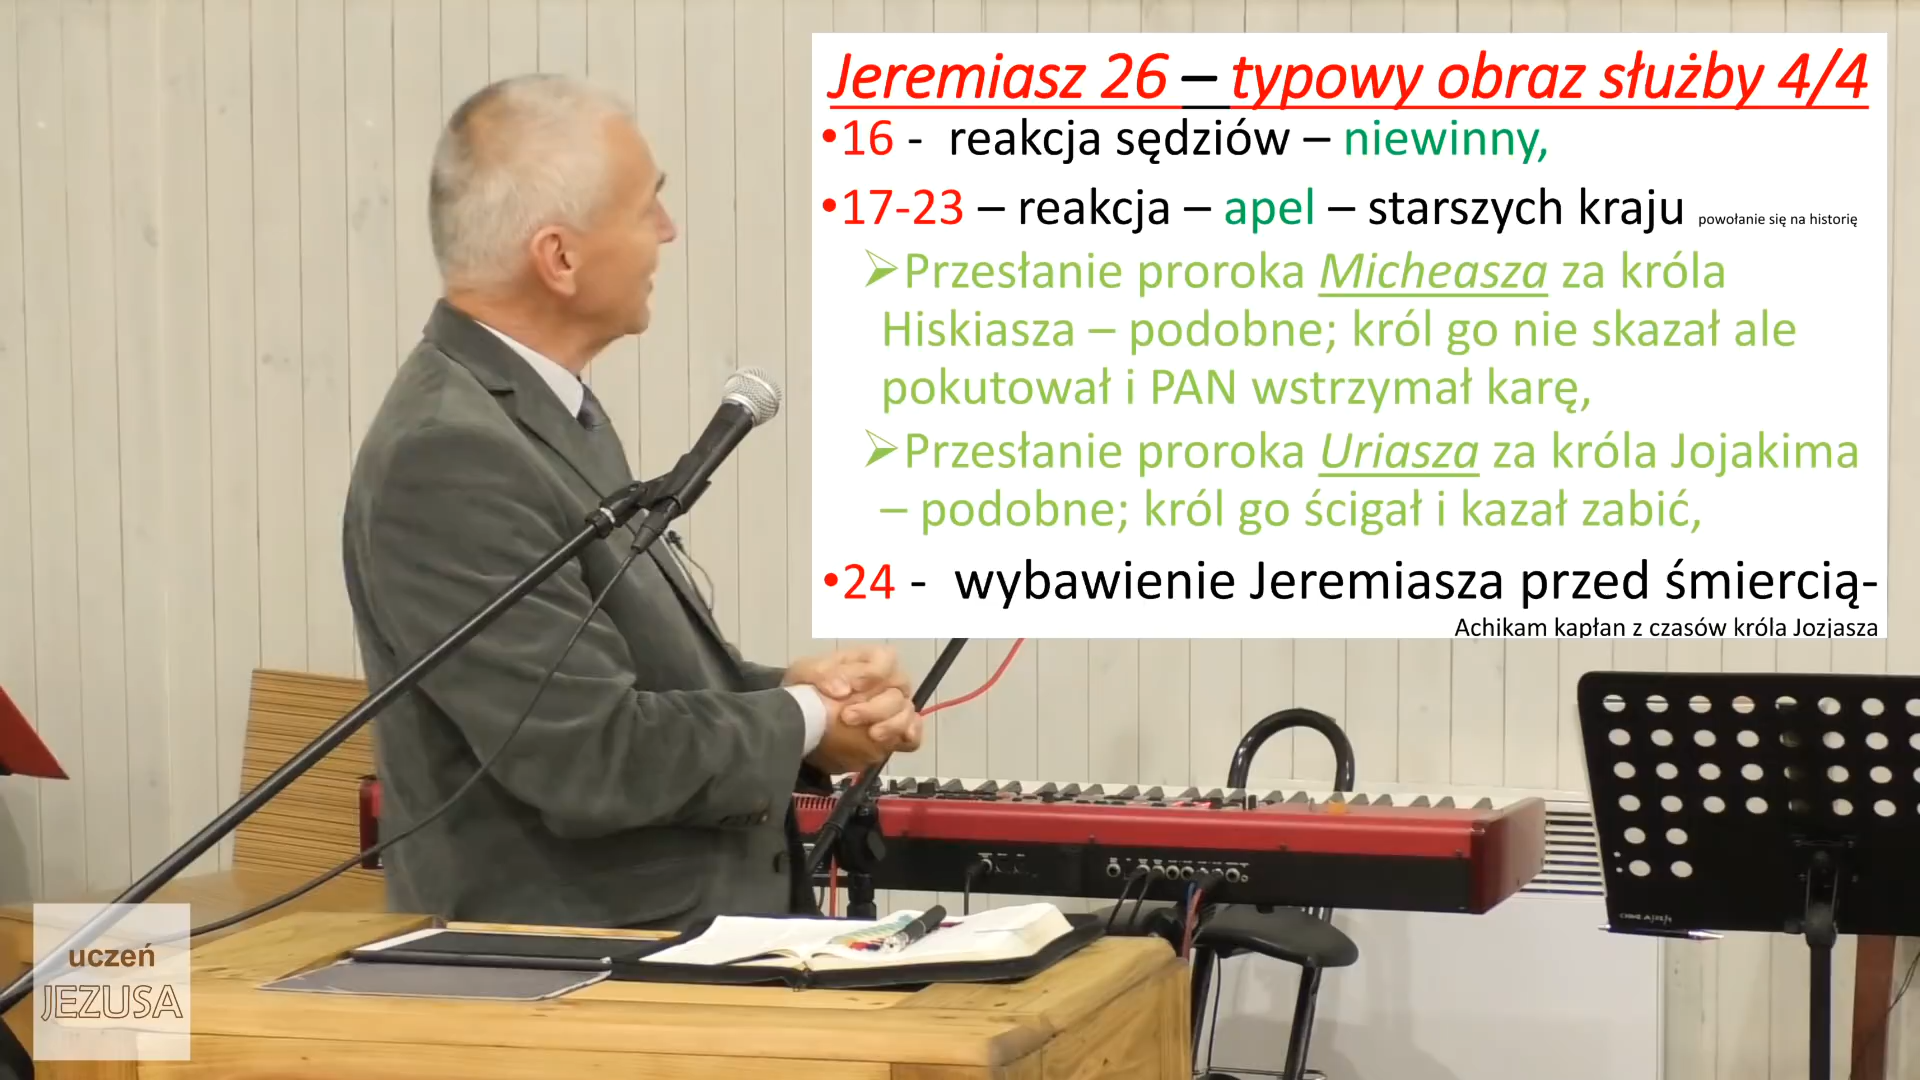 Jeremiasz 26 – typowy obraz służby 4/4
•16 - reakcja sędziów – niewinny,
•17-23 – reakcja – apel – starszych kraju powołanie się na historię
➢Przesłanie proroka Micheasza za króla
Hiskiasza – podobne; król go nie skazał ale
pokutował i PAN wstrzymał karę,
➢Przesłanie proroka Uriasza za króla Jojakima
– podobne; król go ścigał i kazał zabić,
•24 - wybawienie Jeremiasza przed śmiercią-
Achikam kapłan z czasów króla Jozjasza
uczeń
JEZUSA